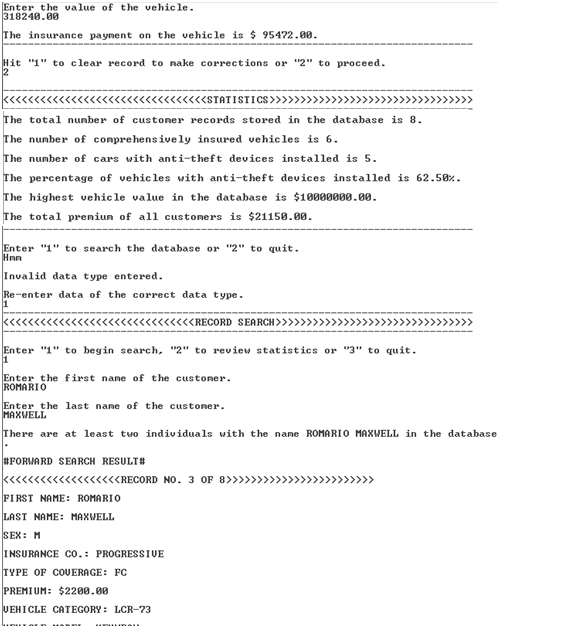 Enter the value of the vehicle.
318240.00
The insurance payment on the vehicle is $ 95472.00.
Hit "1" to clear record to make corrections or "2" to proceed.
2
<<<<<<<<<<<<<<<<<<<<<<<<<<<<<<<<<STATISTICS>>>>>>>>>>>>>>>>>>>>>>>>>>>>>>>>>
The total number of customer records stored in the database is 8.
The number of comprehensively insured vehicles is 6.
The number of cars with anti-theft devices installed is 5.
The percentage of vehicles with anti-theft devices installed is 62.50%.
The highest vehicle value in the database is $10000000.00.
The total premium of all customers is $21150.00.
Enter "1" to search the database or "2" to quit.
Hmm
Invalid data type entered.
Re-enter data of the correct data type.
1
<<<<<<<<<<<<<<<<<<<<<<<<<<<<<<<RECORD SEARCH>>>>>>>>>>>>>>>>>>>>>>>>>>>>>>>>
Enter "1" to begin search, "2" to review statistics or "3" to quit.
1
Enter the first name of the customer.
ROMARIO
Enter the last name of the customer.
MAXWELL
There are at least two individuals with the name ROMARIO MAXWELL in the database
.
#FORWARD SEARCH RESULT#
<<<<<<<<<<<<<<<<<<<RECORD NO. 3 OF 8>>>>>>>>>>>>>>>>>>>>>>>>
FIRST NAME: ROMARIO
LAST NAME: MAXWELL
SEX: M
INSURANCE CO.: PROGRESSIVE
TYPE OF COVERAGE: FC
PREMIUM: $2200.00
VEHICLE CATEGORY: LCR-73